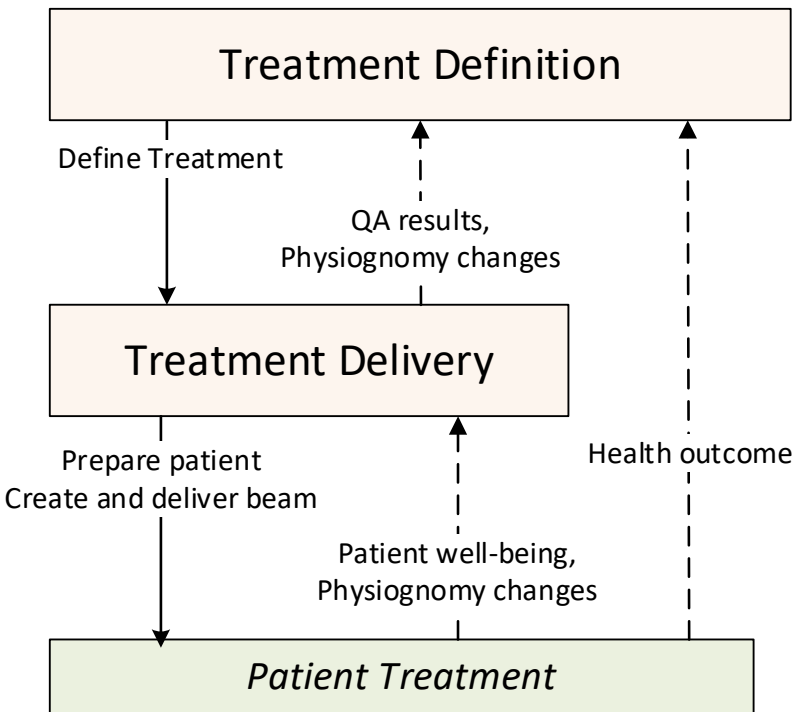 Treatment Definition
Define Treatment
QA results,
Physiognomy changes
Treatment Delivery
Prepare patient
Create and deliver beam
Health outcome
Patient well-being,
Physiognomy changes
Patient Treatment